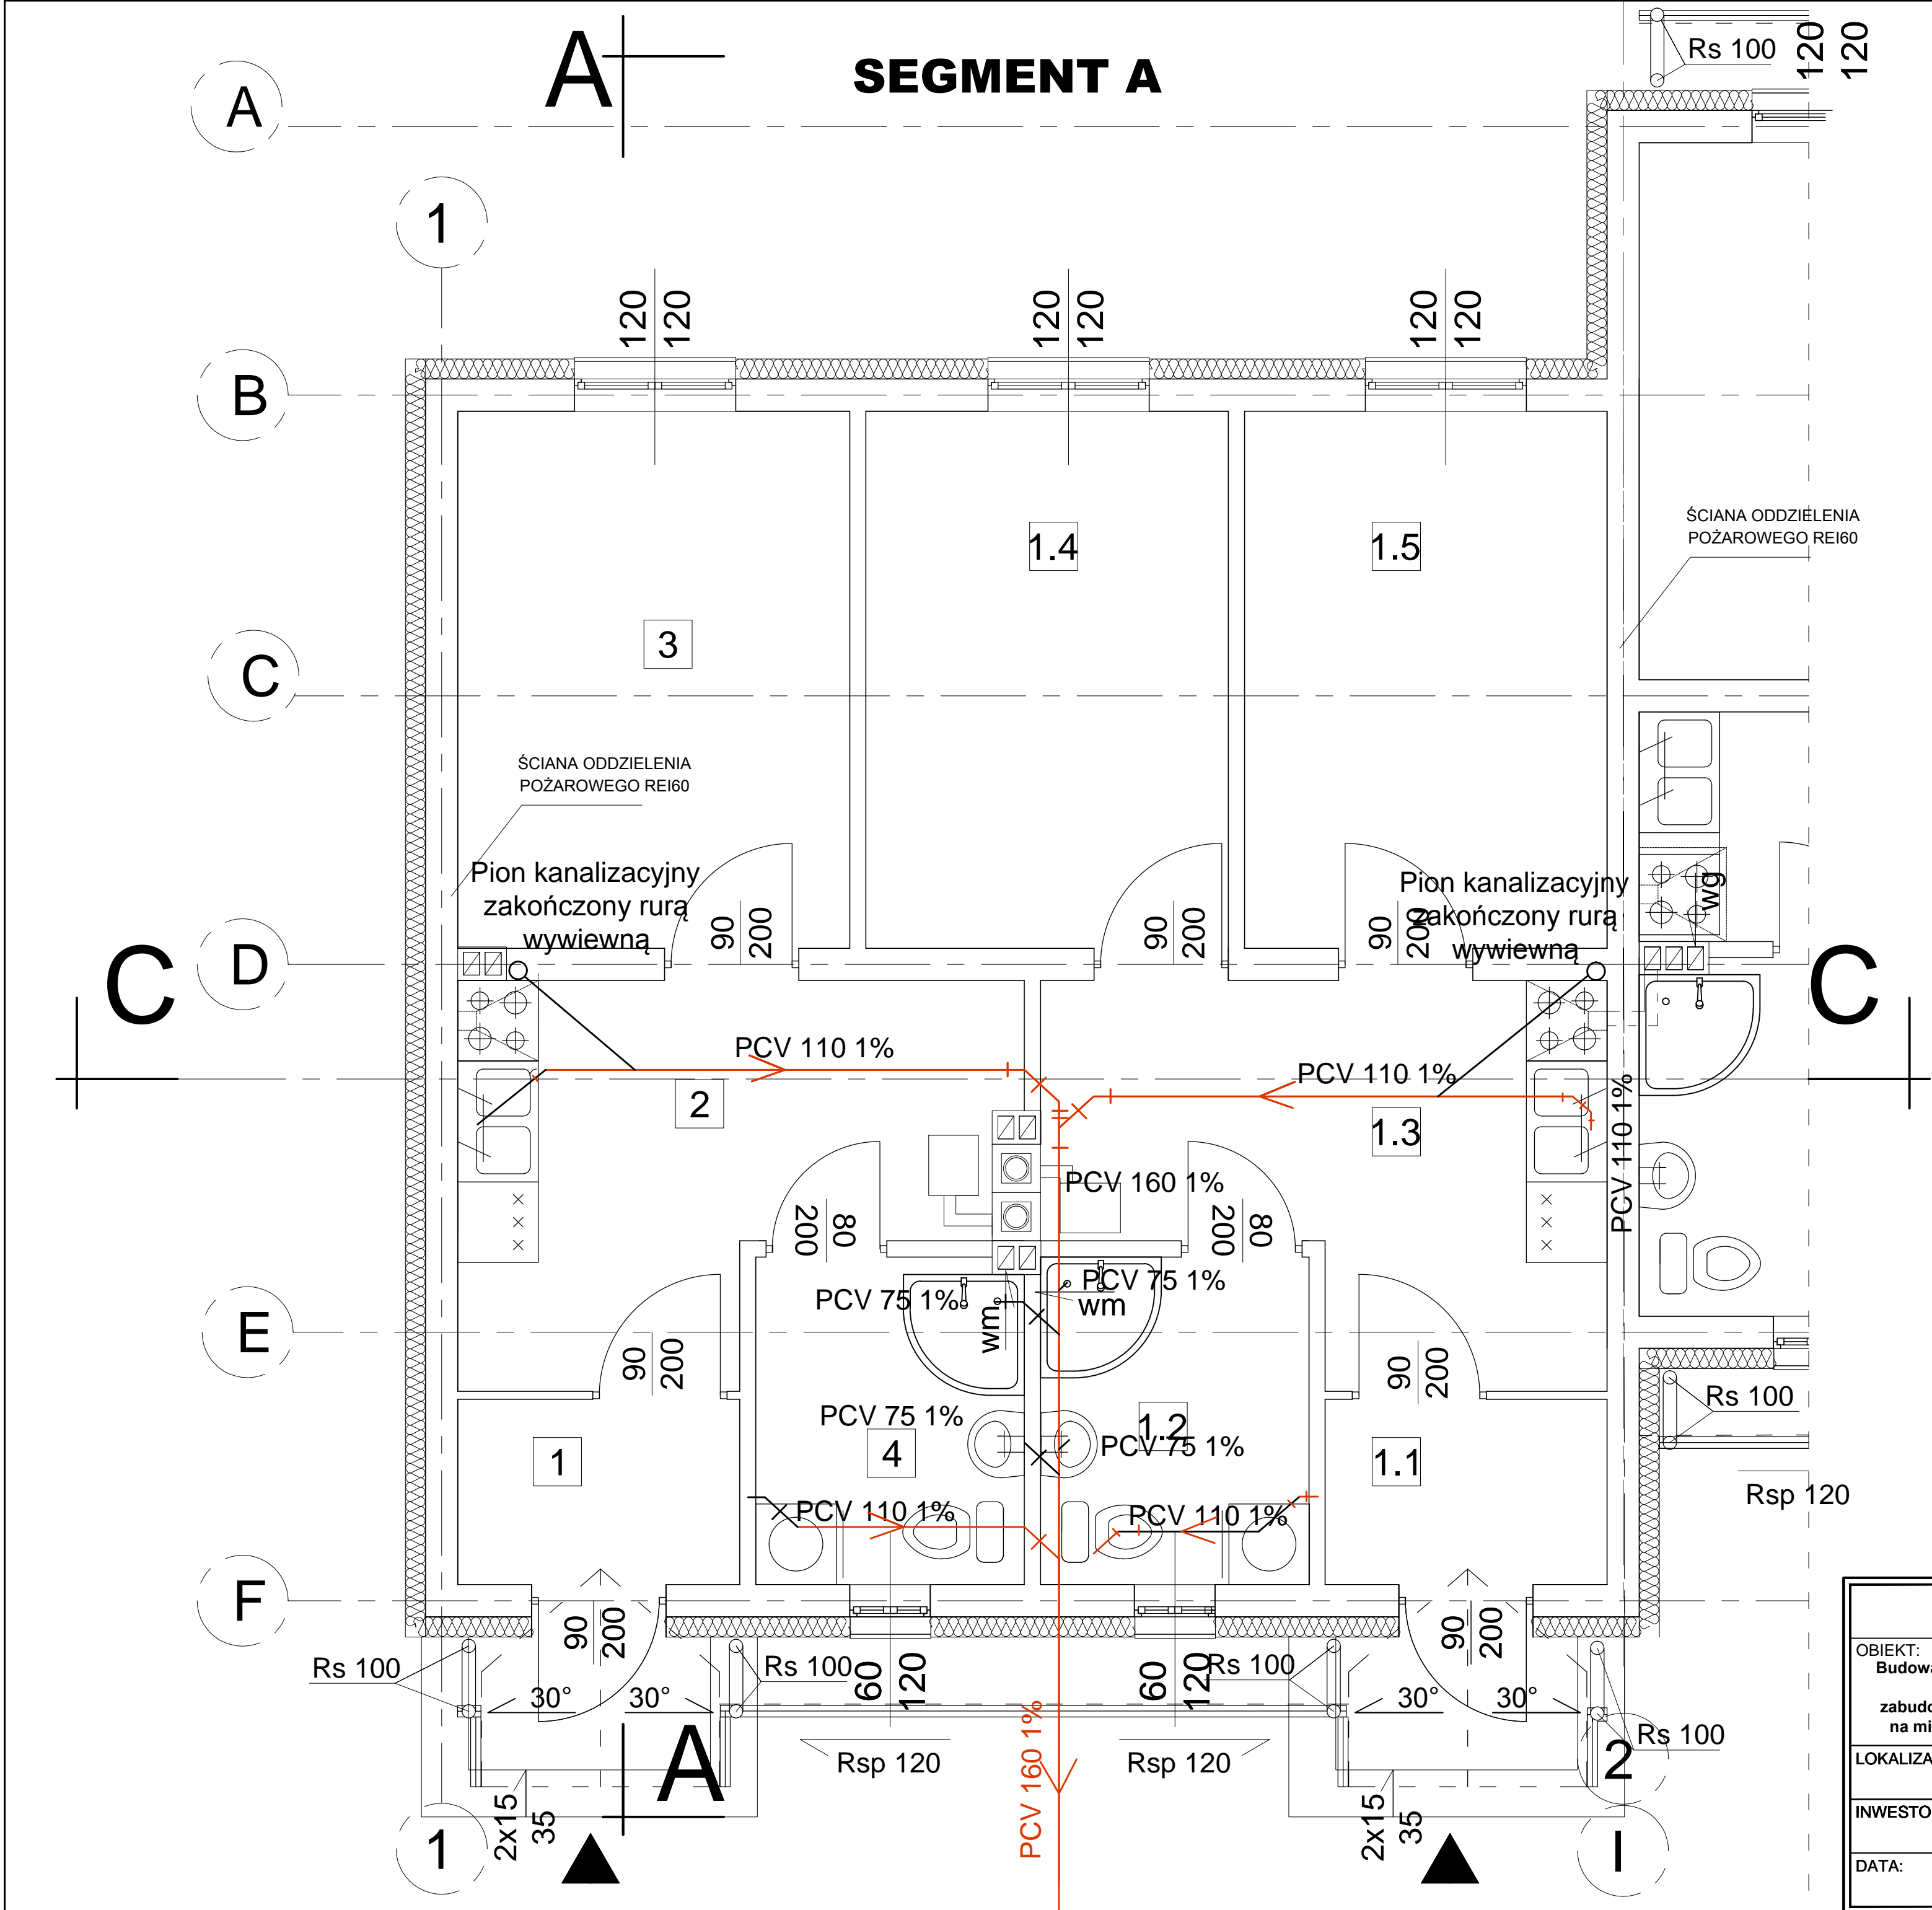 A
SEGMENT A
Rs 100
120
120
A
1
120
120
120
120
120
120
B
1.4
1.5
ŚCIANA ODDZIELENIA
POŻAROWEGO REI60
3
C
ŚCIANA ODDZIELENIA
POŻAROWEGO REI60
Pion kanalizacyjny
zakończony rurą
wywiewną
90
200
90
200
90
200
Pion kanalizacyjny
zakończony rurą
wywiewną
wg
C
D
C
PCV 110 1%
PCV 110 1%
2
1.3
PCV 110 1%
PCV 160 1%
200
80
200
80
PCV 75 1%
PCV 75 1%
wm
wm
E
90
200
90
200
Rs 100
PCV 75 1%
PCV 75 1%
1
4
1.2
1.1
Rsp 120
PCV 110 1%
PCV 110 1%
F
90
200
90
200
Rs 100
Rs 100
60
120
60
120
Rs 100
30°
30°
30°
30°
Rs 100
Rsp 120
Rsp 120
PCV 160 1%
A
2
2x15
35
2x15
35
1
I
OBIEKT:
Budowa
zabudo
na mi
LOKALIZA
INWESTO
DATA: